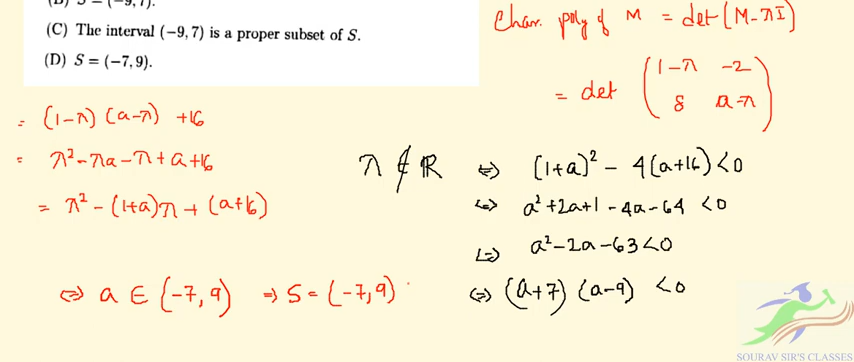 (B) S = (−9, 7).
(C) The interval (−9, 7) is a proper subset of S.
(D) S = (−7, 9).
Char. poly of M = det(M-λI)
= det (1-λ -2
8 a-λ)
= (1-λ) (a-λ) +16
= λ²-λa-λ+a+16
= λ² - (1+a)λ + (a+16)
λ ∉ ℝ ⇔ (1+a)² - 4(a+16) <0
⇔ a²+2a+1 -4a-64 <0
⇔ a²-2a-63<0
⇔ (a+7) (a-9) <0
⇔ a ∈ (-7, 9) ⇒ S = (-7, 9)
SOURAV SIR'S CLASSES